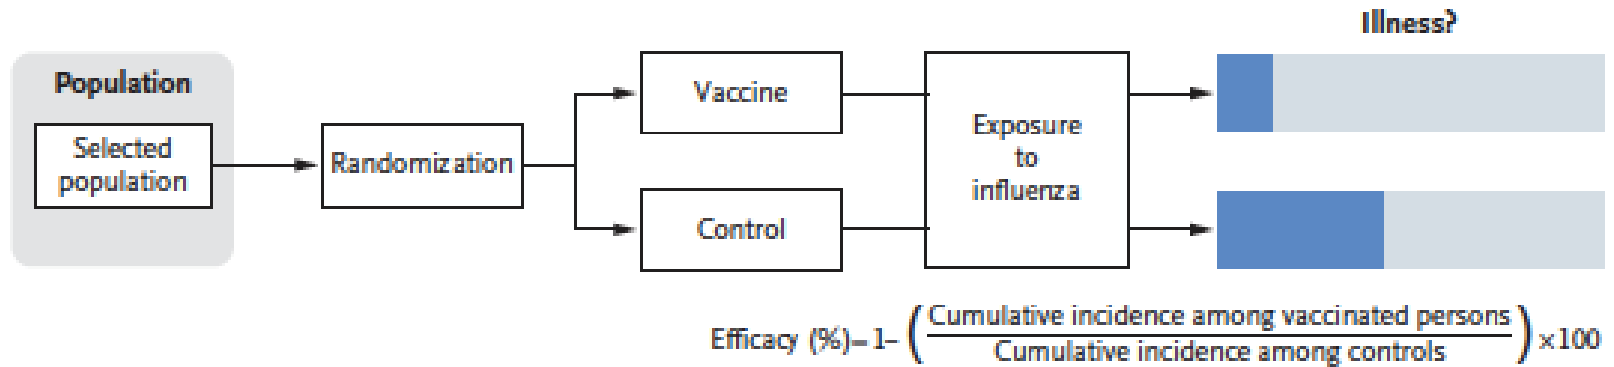 Illness?
Population
Selected
population
Randomization
Vaccine
Control
Exposure
to
influenza
Efficacy (%)=1-(Cumulative incidence among vaccinated persons
Cumulative incidence among controls)×100